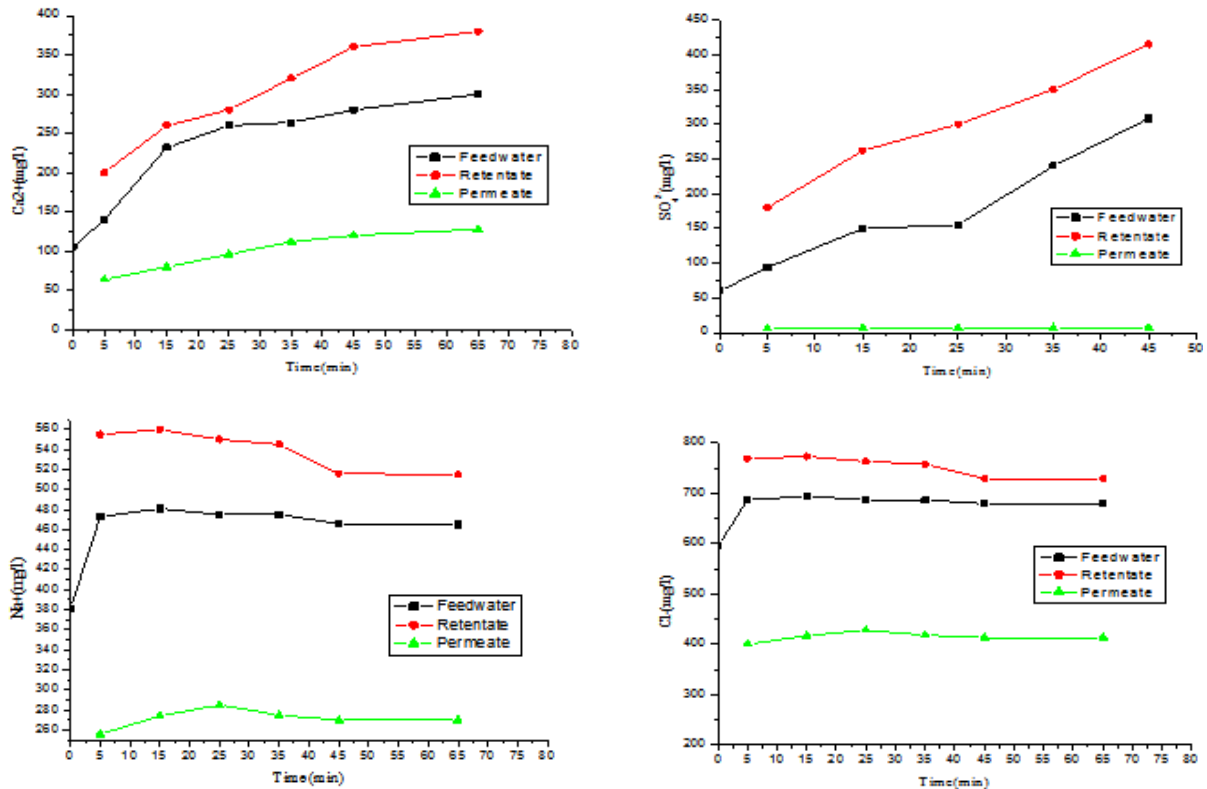 400
350
300
250
200
150
100
50
0
Ca2+(mg/l)
Feedwater
Retentate
Permeate
0 5 10 15 20 25 30 35 40 45 50 55 60 65 70 75 80
Time(min)
450
400
350
300
250
200
150
100
50
0
SO₄²⁻(mg/l)
Feedwater
Retentate
Permeate
0 5 10 15 20 25 30 35 40 45 50
Time(min)
560
540
520
500
480
460
440
420
400
380
360
340
320
300
280
260
Na+(mg/l)
Feedwater
Retentate
Permeate
0 5 10 15 20 25 30 35 40 45 50 55 60 65 70 75 80
Time(min)
800
700
600
500
400
300
200
Cl-(mg/l)
Feedwater
Retentate
Permeate
0 5 10 15 20 25 30 35 40 45 50 55 60 65 70 75 80
Time(min)